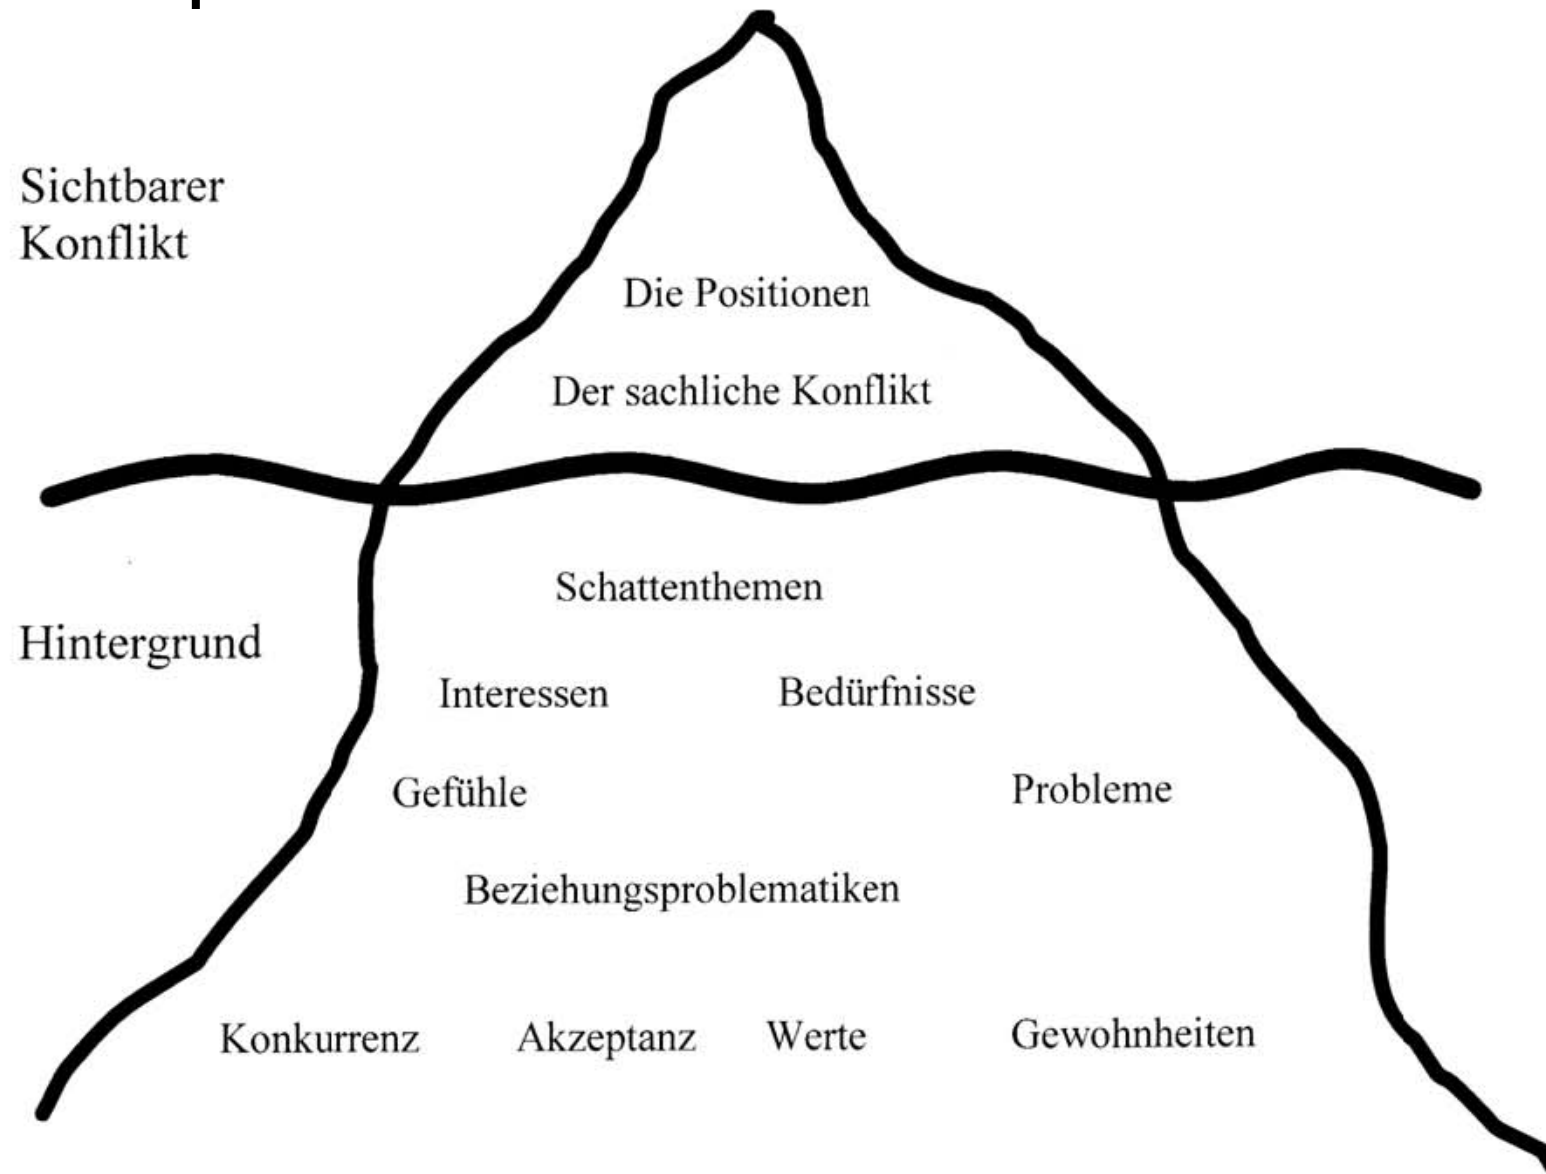 Sichtbarer
Konflikt
Die Positionen
Der sachliche Konflikt
Schattenthemen
Hintergrund
Interessen Bedürfnisse
Gefühle Probleme
Beziehungsproblematiken
Konkurrenz Akzeptanz Werte Gewohnheiten